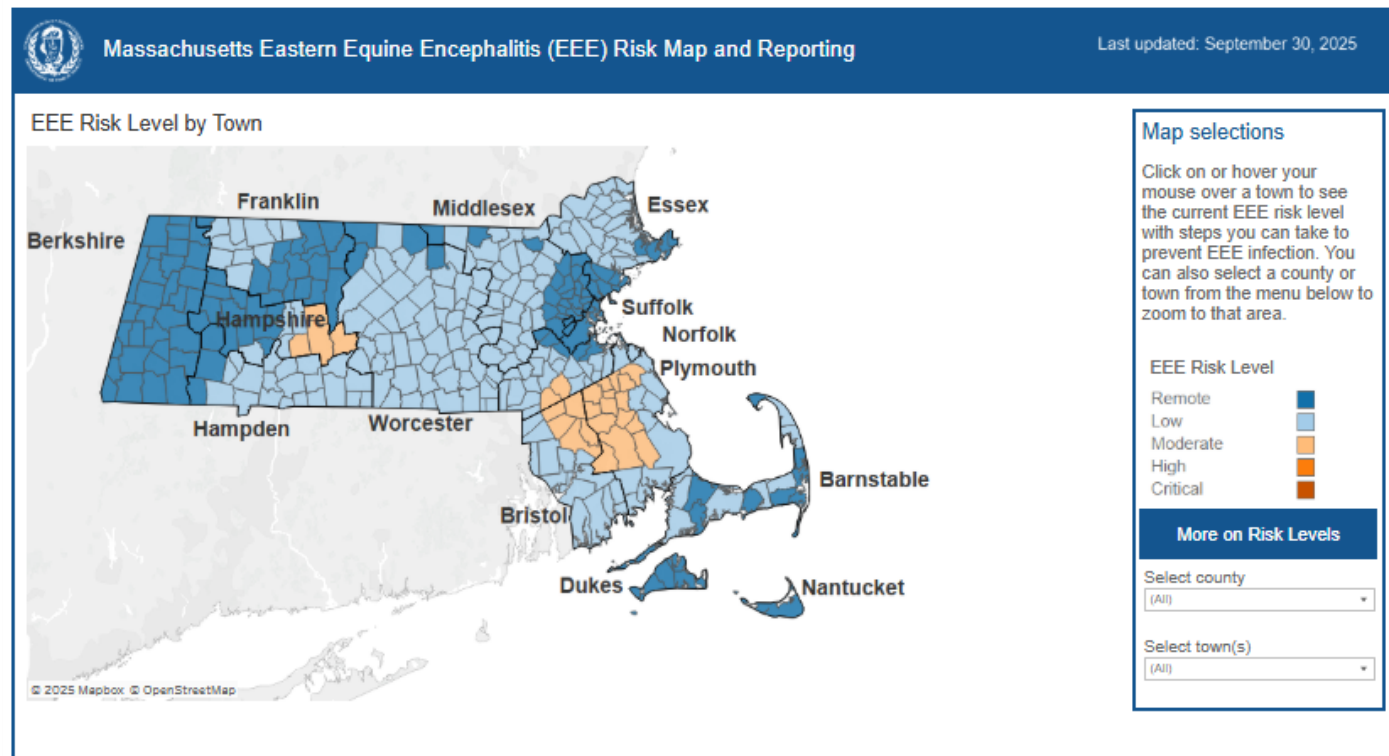 Massachusetts Eastern Equine Encephalitis (EEE) Risk Map and Reporting
Last updated: September 30, 2025
EEE Risk Level by Town
Franklin
Middlesex
Essex
Berkshire
Hampshire
Suffolk
Norfolk
Plymouth
Hampden
Worcester
Barnstable
Bristol
Dukes
Nantucket
© 2025 Mapbox © OpenStreetMap
Map selections
Click on or hover your
mouse over a town to see
the current EEE risk level
with steps you can take to
prevent EEE infection. You
can also select a county or
town from the menu below to
zoom to that area.
EEE Risk Level
Remote
Low
Moderate
High
Critical
More on Risk Levels
Select county
(All)
Select town(s)
(All)